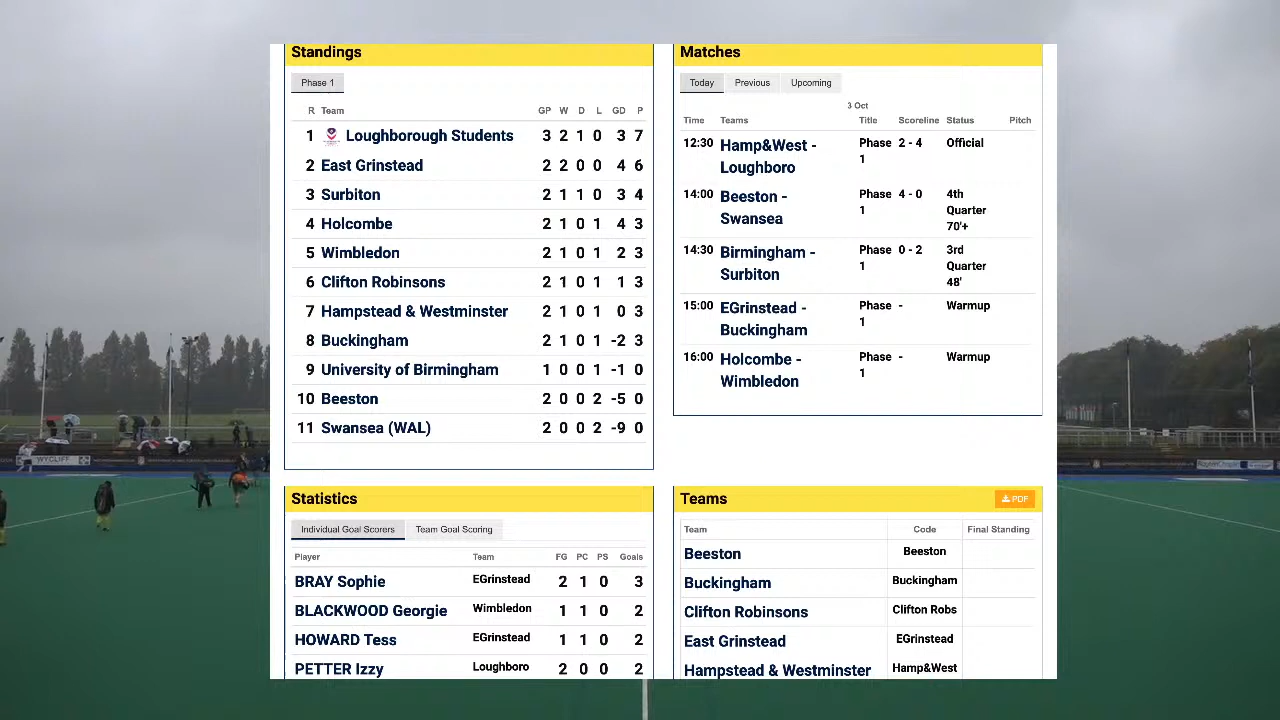 Standings
Phase 1
R Team GP W D L GD P
1 Loughborough Students 3 2 1 0 3 7
2 East Grinstead 2 2 0 0 4 6
3 Surbiton 2 1 1 0 3 4
4 Holcombe 2 1 0 1 4 3
5 Wimbledon 2 1 0 1 2 3
6 Clifton Robinsons 2 1 0 1 1 3
7 Hampstead & Westminster 2 1 0 1 0 3
8 Buckingham 2 1 0 1 -2 3
9 University of Birmingham 1 0 0 1 -1 0
10 Beeston 2 0 0 2 -5 0
11 Swansea (WAL) 2 0 0 2 -9 0
Matches
Today Previous Upcoming
3 Oct
Time Teams Title Scoreline Status Pitch
12:30 Hamp&West - Phase 2 - 4 Official
Loughboro 1
14:00 Beeston - Phase 4 - 0 4th
Swansea 1 Quarter
70'+
14:30 Birmingham - Phase 0 - 2 3rd
Surbiton 1 Quarter
48'
15:00 EGrinstead - Phase - Warmup
Buckingham 1
16:00 Holcombe - Phase - Warmup
Wimbledon 1
Statistics
Individual Goal Scorers Team Goal Scoring
Player Team FG PC PS Goals
BRAY Sophie EGrinstead 2 1 0 3
BLACKWOOD Georgie Wimbledon 1 1 0 2
HOWARD Tess EGrinstead 1 1 0 2
PETTER Izzy Loughboro 2 0 0 2
Teams
PDF
Team Code Final Standing
Beeston Beeston
Buckingham Buckingham
Clifton Robinsons Clifton Robs
East Grinstead EGrinstead
Hampstead & Westminster Hamp&West
WYCLIFF